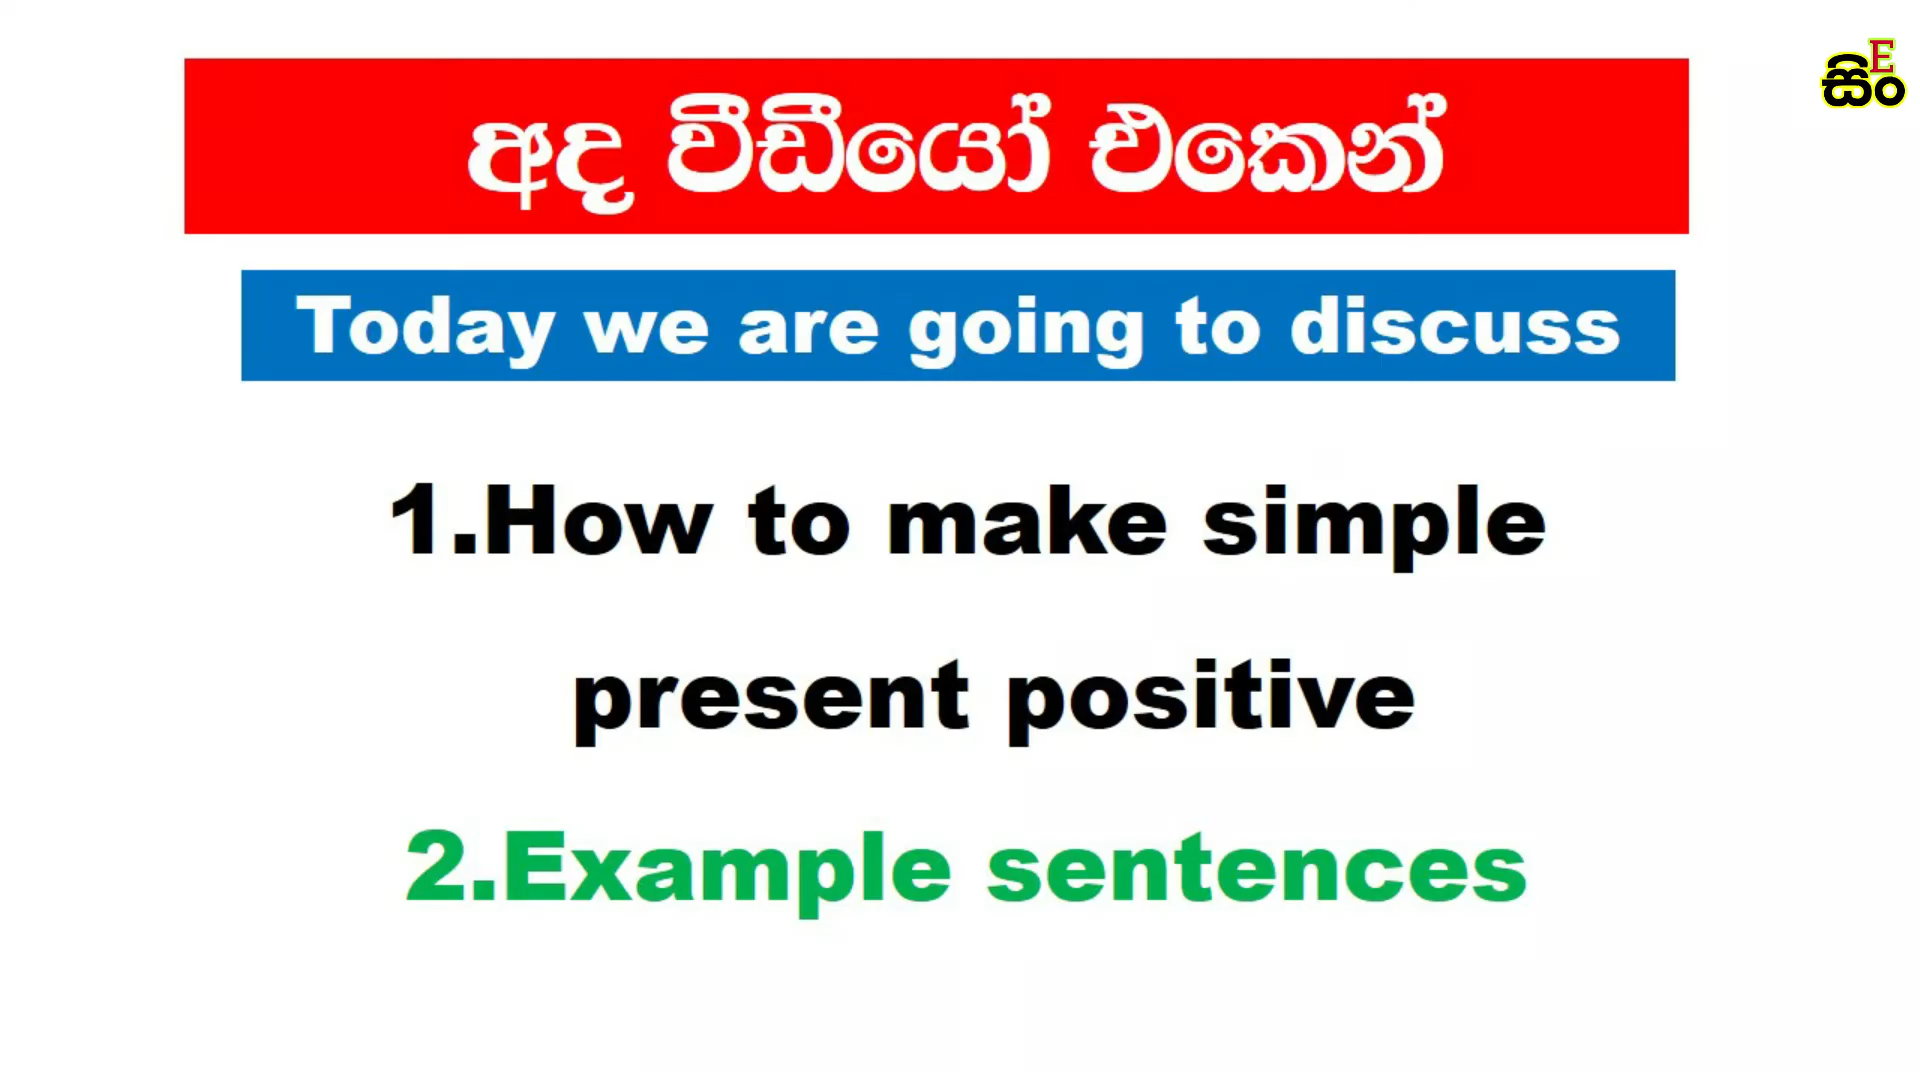 අද වීඩීයෝ එකෙන්
E
සිං
Today we are going to discuss
1.How to make simple
present positive
2.Example sentences